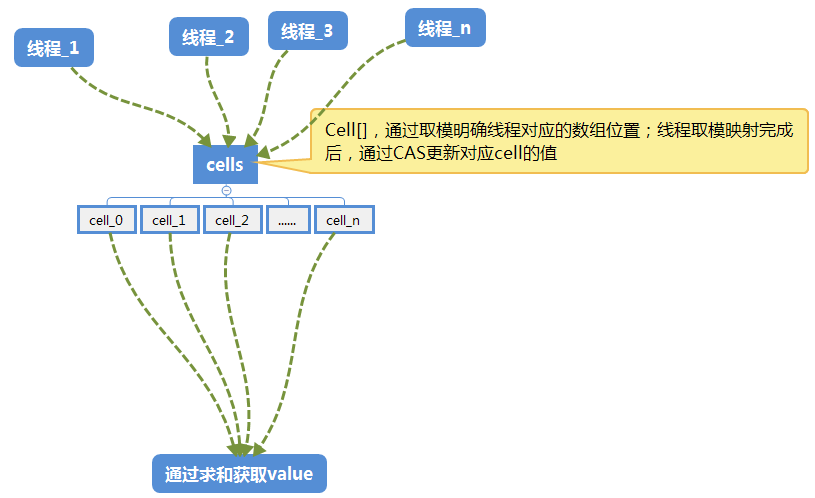 线程_1
线程_2
线程_3
线程_n
Cell[]，通过取模明确线程对应的数组位置；线程取模映射完成
后，通过CAS更新对应cell的值
cells
cell_0
cell_1
cell_2
......
cell_n
通过求和获取value